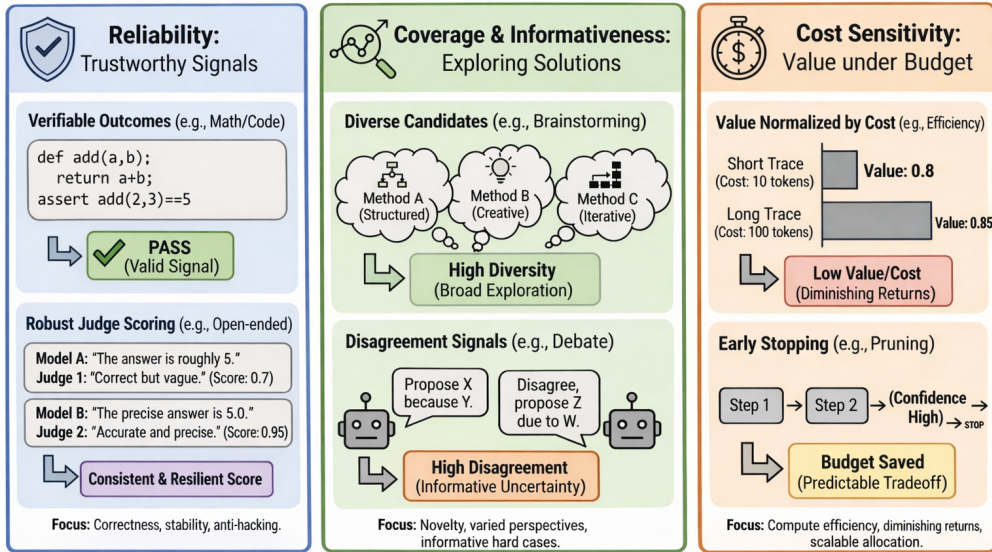 Reliability:
Trustworthy Signals
Verifiable Outcomes (e.g., Math/Code)
def add(a,b);
return a+b;
assert add(2,3)==5
PASS
(Valid Signal)
Robust Judge Scoring (e.g., Open-ended)
Model A: "The answer is roughly 5."
Judge 1: "Correct but vague." (Score: 0.7)
Model B: "The precise answer is 5.0."
Judge 2: "Accurate and precise." (Score: 0.95)
Consistent & Resilient Score
Focus: Correctness, stability, anti-hacking.
Coverage & Informativeness:
Exploring Solutions
Diverse Candidates (e.g., Brainstorming)
Method A
(Structured)
Method B
(Creative)
Method C
(Iterative)
High Diversity
(Broad Exploration)
Disagreement Signals (e.g., Debate)
Propose X
because Y.
Disagree,
propose Z
due to W.
High Disagreement
(Informative Uncertainty)
Focus: Novelty, varied perspectives,
informative hard cases.
$
Cost Sensitivity:
Value under Budget
Value Normalized by Cost (e.g., Efficiency)
Short Trace
(Cost: 10 tokens)
Value: 0.8
Long Trace
(Cost: 100 tokens)
Value: 0.85
Low Value/Cost
(Diminishing Returns)
Early Stopping (e.g., Pruning)
Step 1
Step 2
(Confidence
High)
STOP
Budget Saved
(Predictable Tradeoff)
Focus: Compute efficiency, diminishing returns,
scalable allocation.